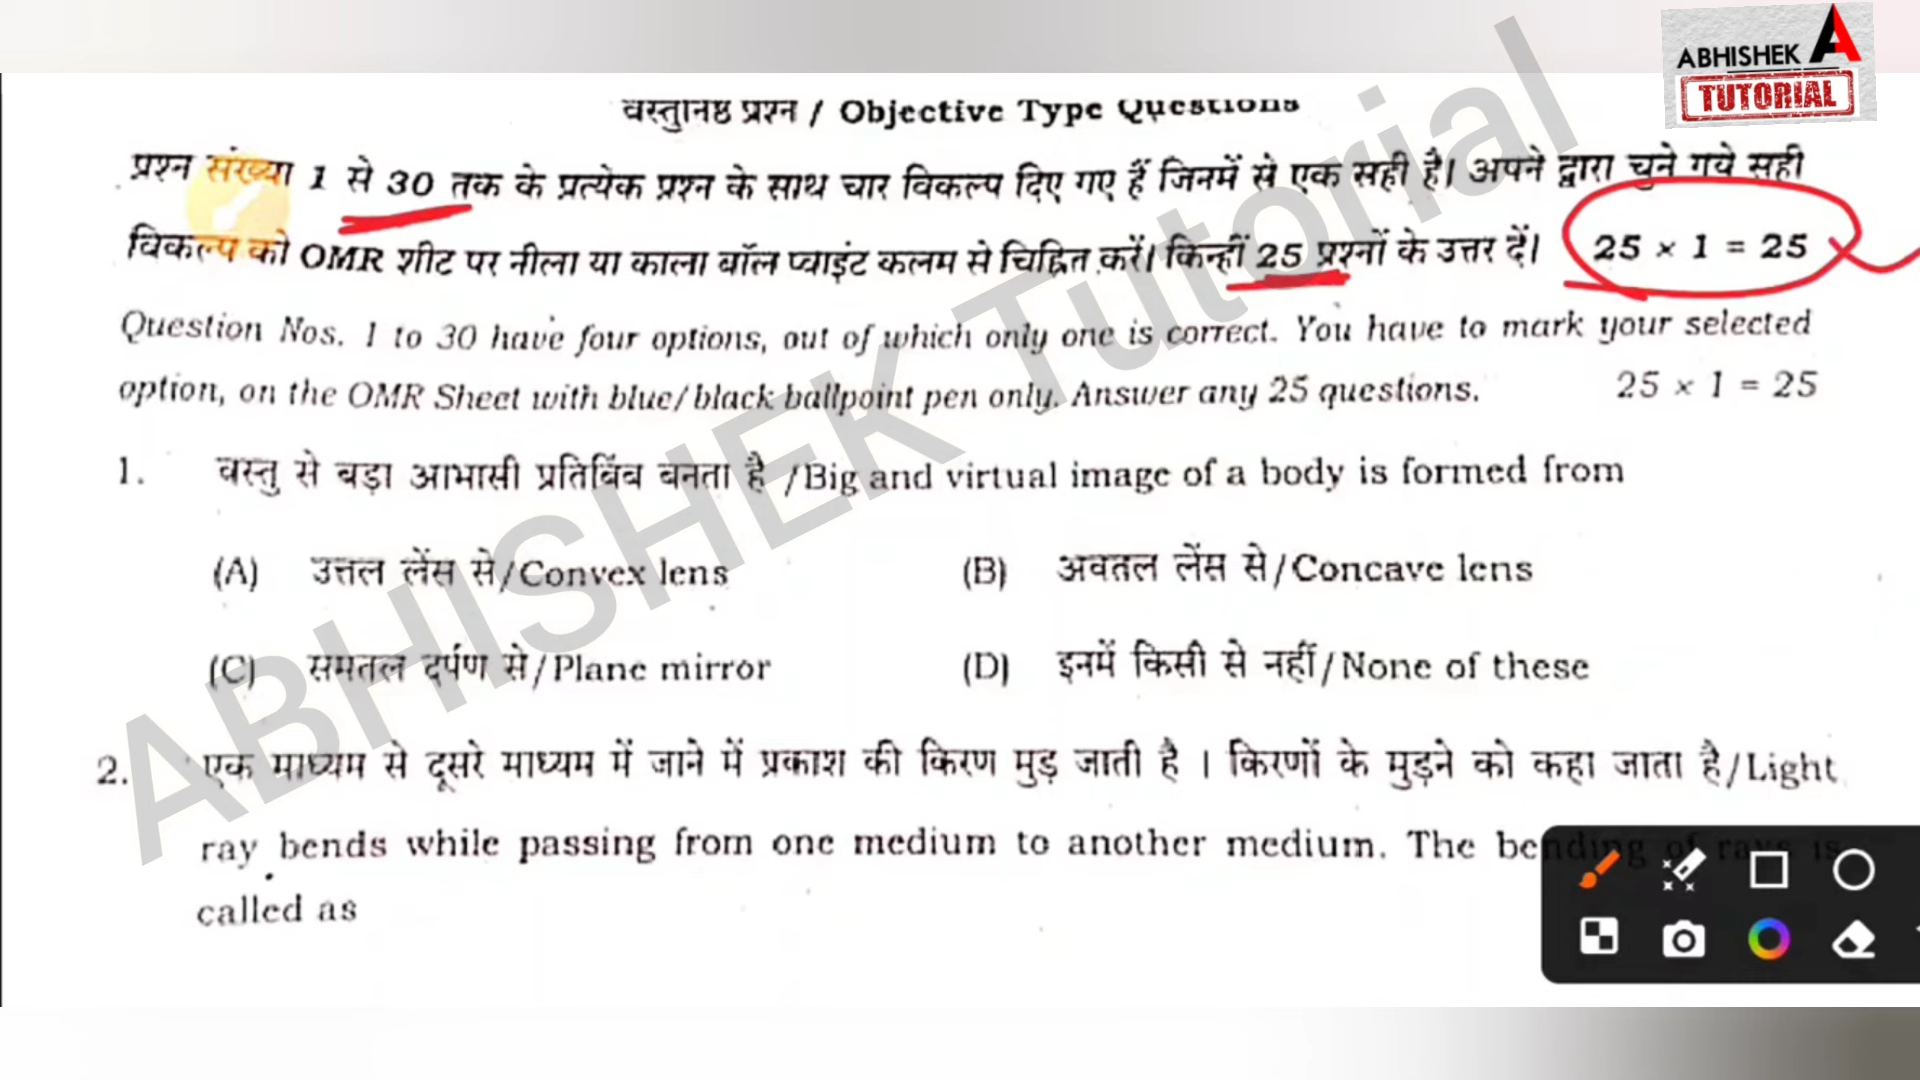 ABHISHEK A
TUTORIAL
वस्तुनिष्ठ प्रश्न / Objective Type Questions
प्रश्न संख्या 1 से 30 तक के प्रत्येक प्रश्न के साथ चार विकल्प दिए गए हैं जिनमें से एक सही है। अपने द्वारा चुने गये सही
विकल्प को OMR शीट पर नीला या काला बॉल प्वाइंट कलम से चिह्नित करें। किन्हीं 25 प्रश्नों के उत्तर दें। 25 × 1 = 25
Question Nos. 1 to 30 have four options, out of which only one is correct. You have to mark your selected
option, on the OMR Sheet with blue/black ballpoint pen only. Answer any 25 questions. 25 × 1 = 25
1. वस्तु से बड़ा आभासी प्रतिबिंब बनता है /Big and virtual image of a body is formed from
(A) उत्तल लेंस से/Convex lens (B) अवतल लेंस से/Concave lens
(C) समतल दर्पण से/Plane mirror (D) इनमें किसी से नहीं/None of these
2. एक माध्यम से दूसरे माध्यम में जाने में प्रकाश की किरण मुड़ जाती है । किरणों के मुड़ने को कहा जाता है/Light
ray bends while passing from one medium to another medium. The bending of rays is
called as
ABHISHEK Tutorial